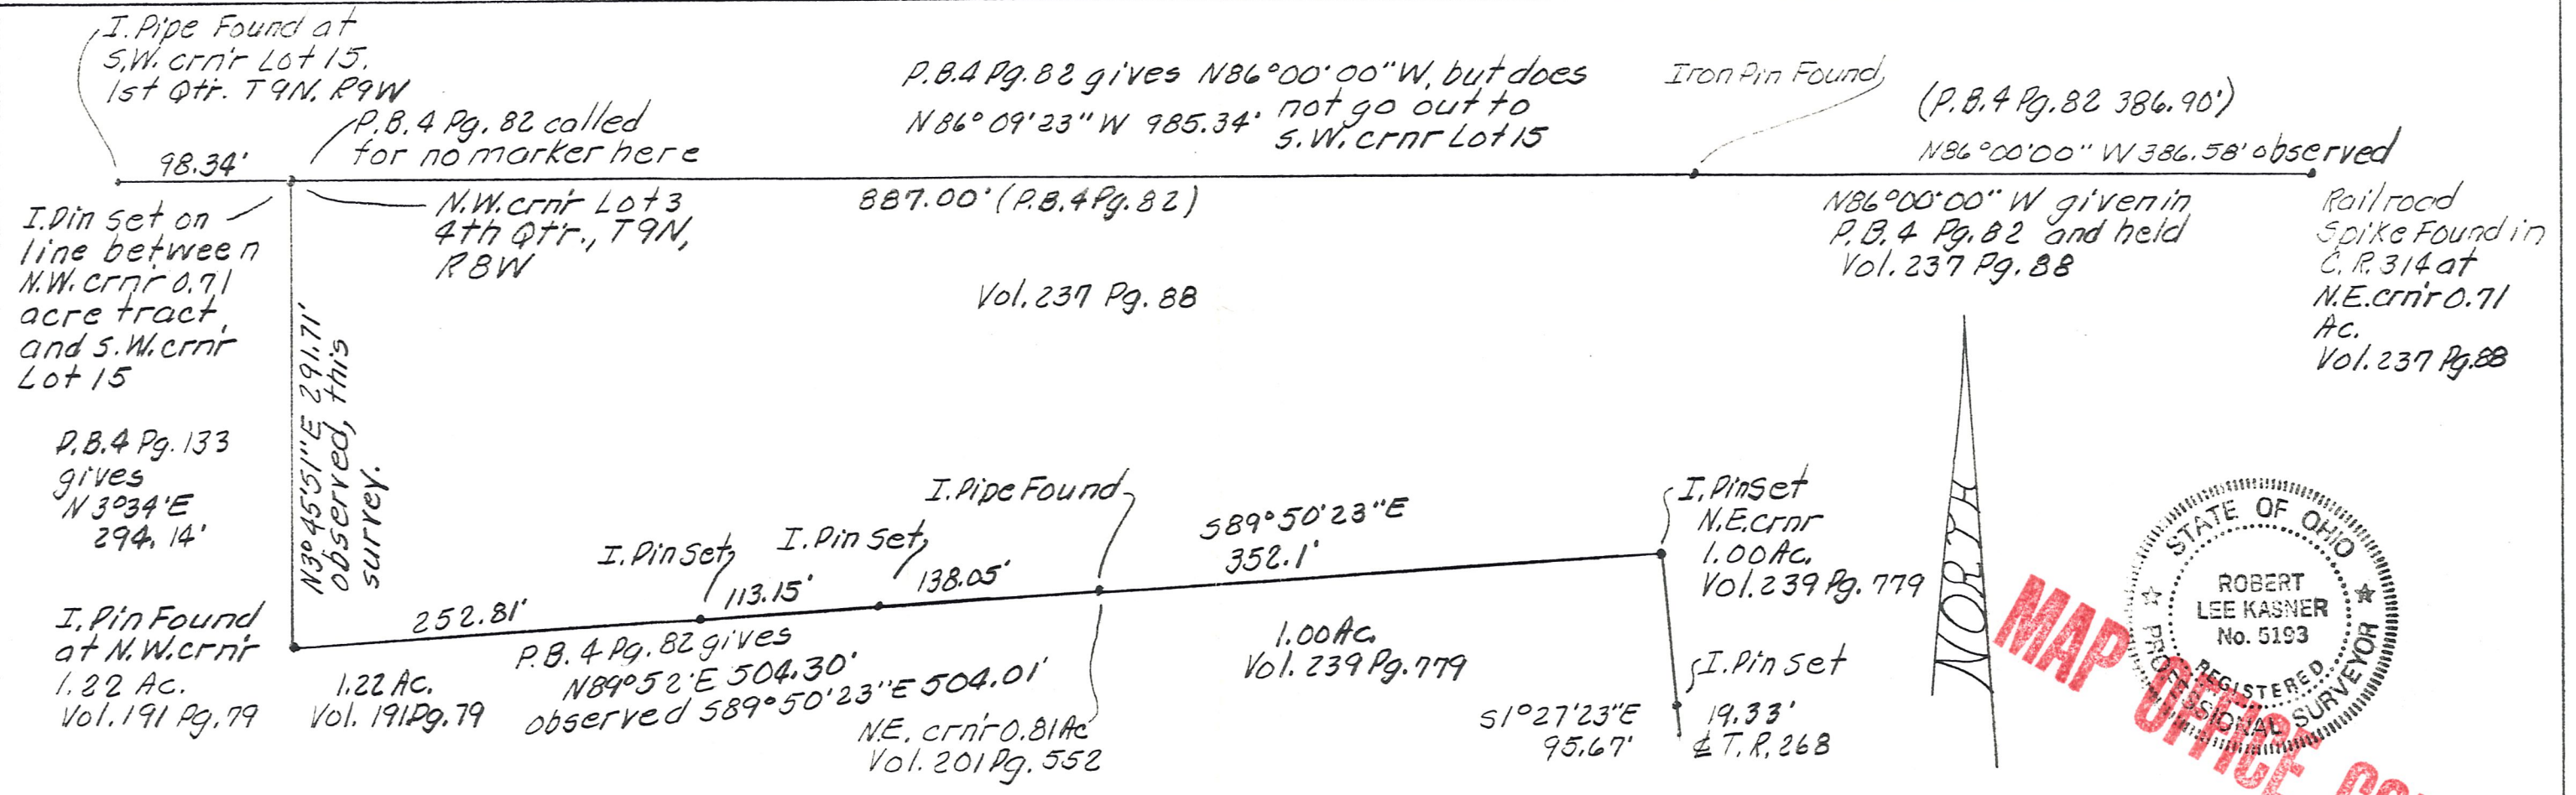 I. Pipe Found at
S.W. crn'r Lot 15.
1st Qtr. T9N. R9W
P.B.4 Pg. 82 called
for no marker here
98.34'
P.B.4 Pg. 82 gives N86°00'00"W, but does
not go out to
S.W. crnr Lot 15
N86°09'23"W 985.34'
Iron Pin Found
(P.B.4 Pg.82 386.90')
N86°00'00" W 386.58' observed
I.Pin set on
line between
N.W. crn'r 0.71
acre tract
and S.W. crn'r
Lot 15
N.W. crn'r Lot 3
4th Qtr., T9N,
R8W
887.00' (P.B.4 Pg.82)
Vol. 237 Pg. 88
N86°00'00" W given in
P.B.4 Pg.82 and held
Vol. 237 Pg. 88
Railroad
Spike Found in
C.R. 314 at
N.E. crn'r 0.71
Ac.
Vol. 237 Pg.88
N3°45'51"E 291.71'
observed, this
survey.
P.B.4 Pg. 133
gives
N 3°34'E
294.14'
I. Pin Found
at N.W. crn'r
1.22 Ac.
Vol. 191 Pg. 79
252.81'
1.22 Ac.
Vol. 191 Pg. 79
I. Pin Set
113.15'
I. Pin Set
138.05'
I. Pipe Found
P.B.4 Pg. 82 gives
N89°52'E 504.30'
observed S89°50'23"E 504.01'
N.E. crn'r 0.81 Ac
Vol. 201 Pg. 552
S89°50'23"E
352.1'
1.00 Ac.
Vol. 239 Pg. 779
I. Pin Set
N.E. crnr
1.00 Ac.
Vol. 239 Pg. 779
I. Pin Set
S1°27'23"E
95.67'
19.33'
℄ T.R. 268
NORTH
STATE OF OHIO
ROBERT
LEE KASNER
No. 5193
REGISTERED
PROFESSIONAL SURVEYOR
MAP OFFICE